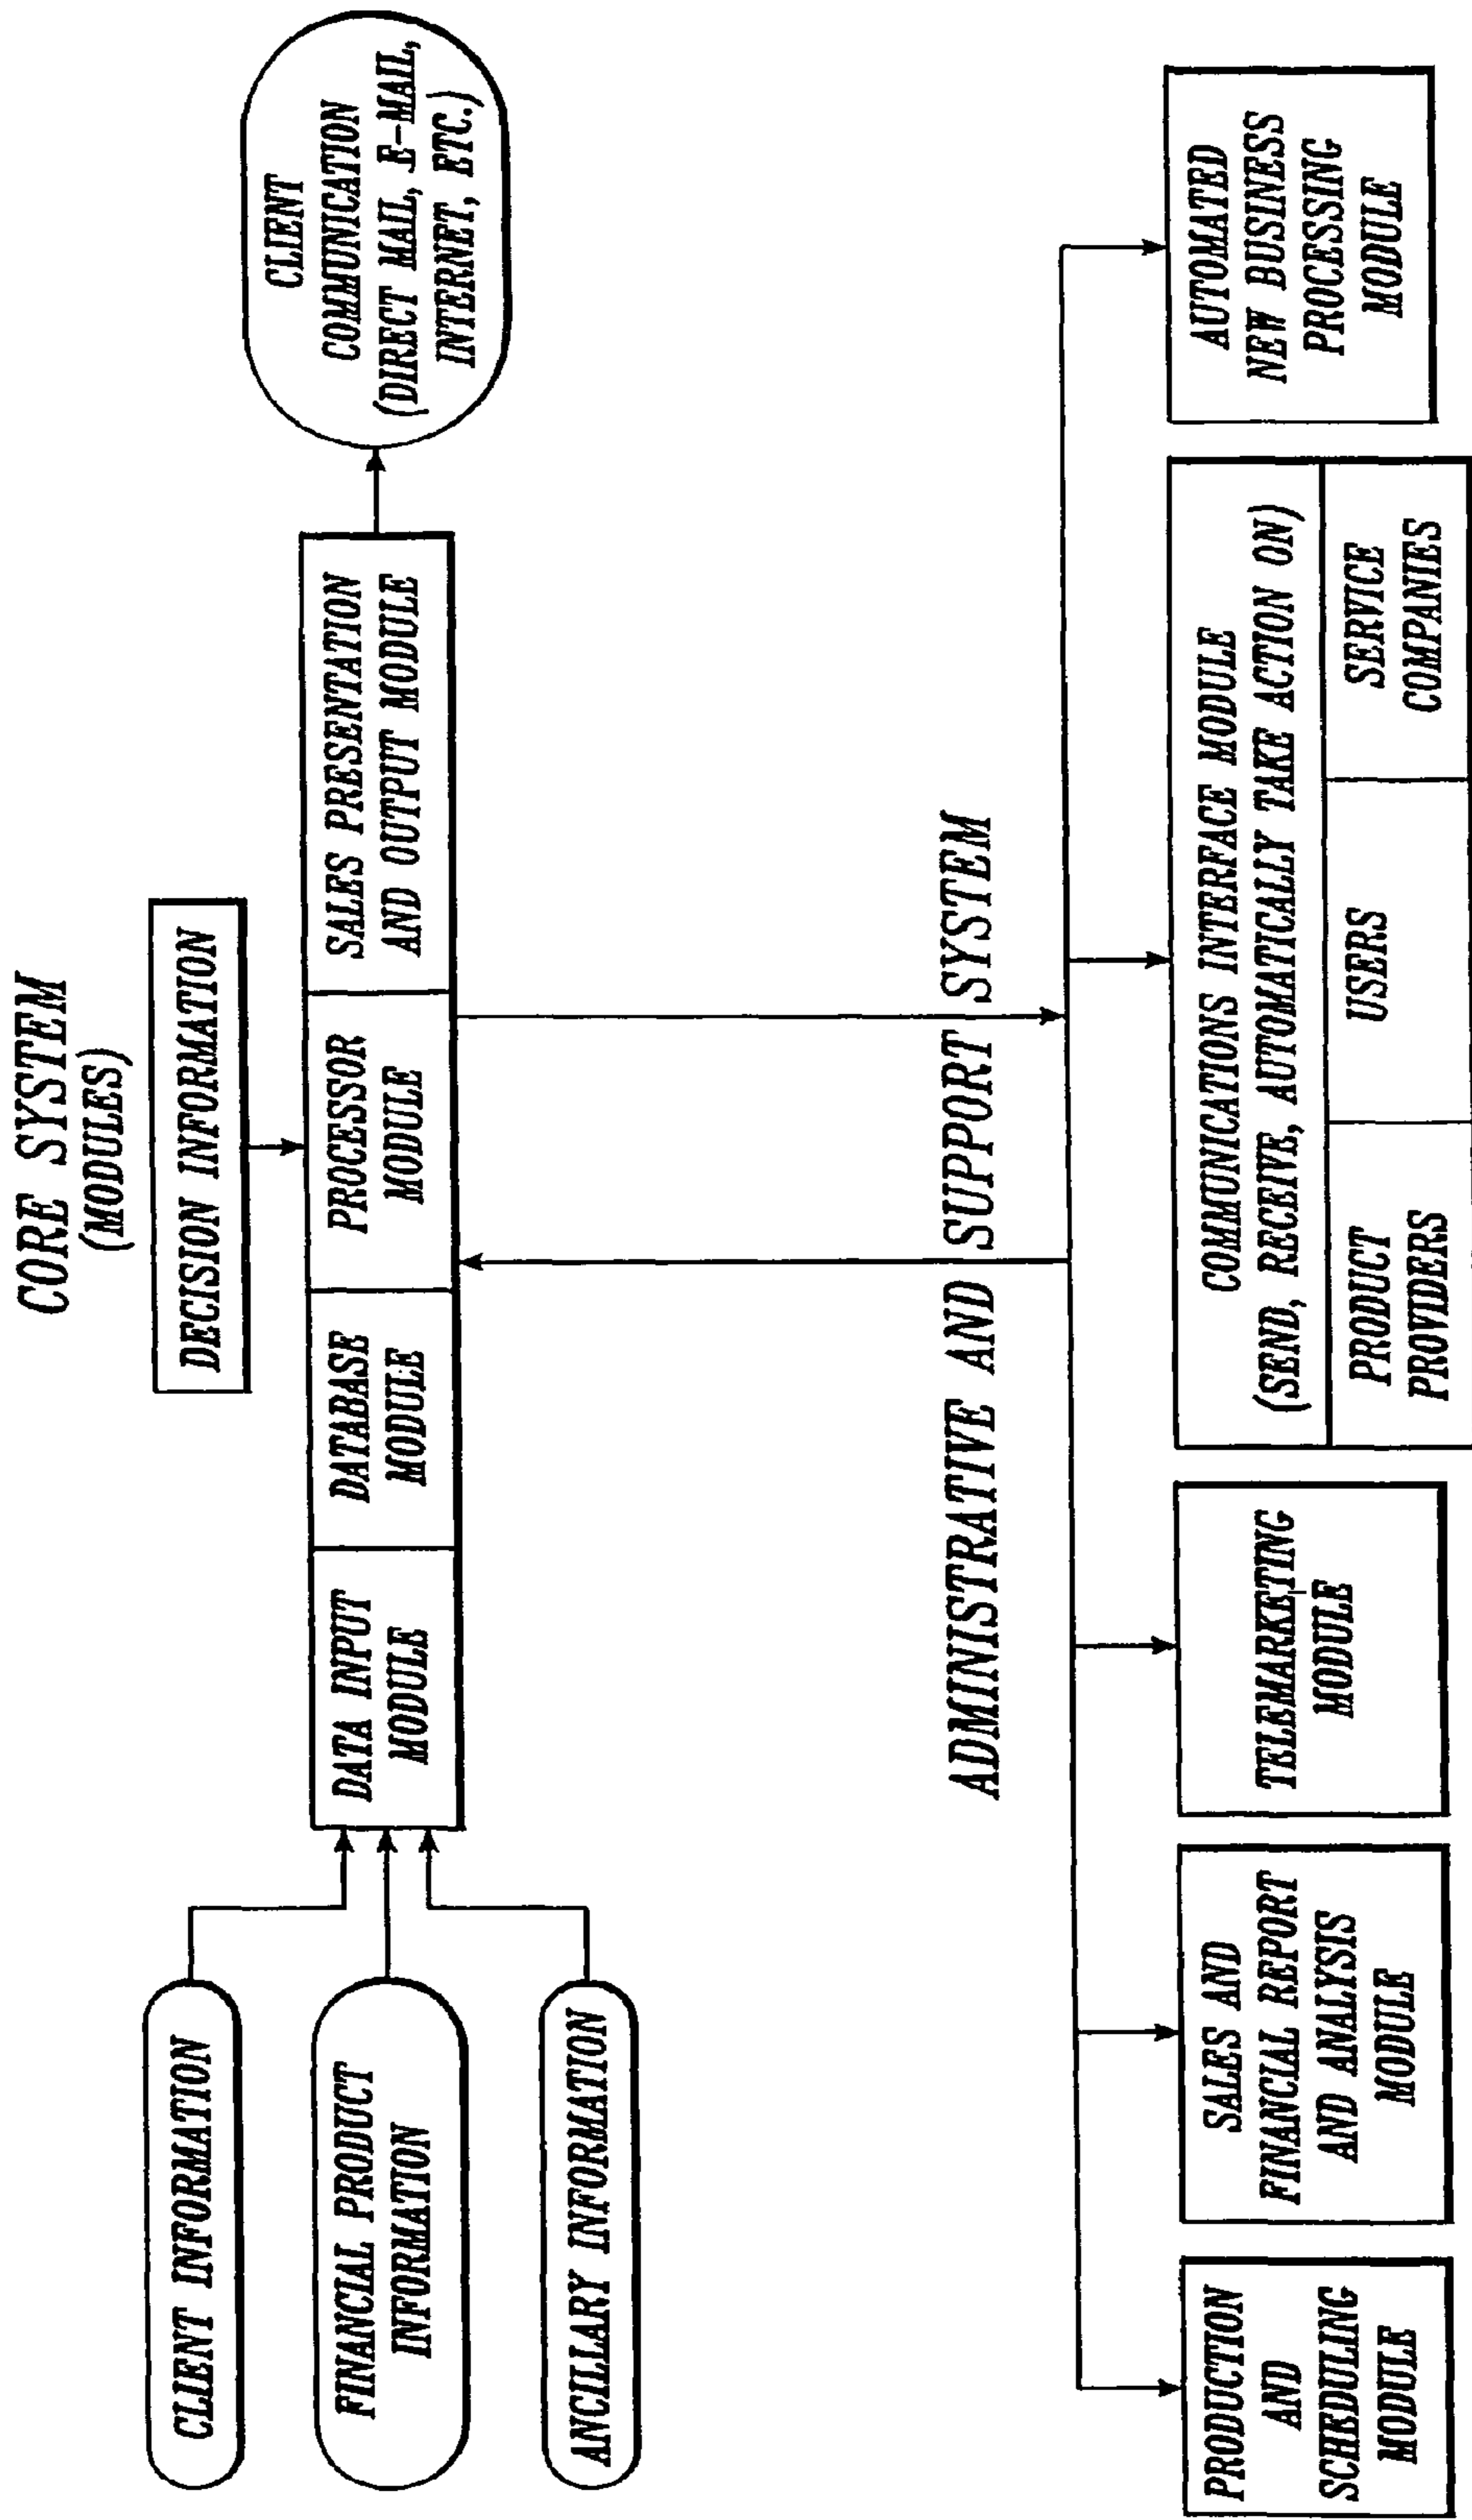 CORE SYSTEM
(MODULES)
DECISION INFORMATION
CLIENT INFORMATION
FINANCIAL PRODUCT
INFORMATION
ANCILLARY INFORMATION
DATA INPUT
MODULE
DATABASE
MODULE
PROCESSOR
MODULE
SALES PRESENTATION
AND OUTPUT MODULE
CLIENT
COMMUNICATION
(DIRECT MAIL, E-MAIL,
INTERNET, ETC.)
ADMINISTRATIVE AND SUPPORT SYSTEM
PRODUCTION
AND
SCHEDULING
MODULE
SALES AND
FINANCIAL REPORT
AND ANALYSIS
MODULE
TELEMARKETING
MODULE
COMMUNICATIONS INTERFACE MODULE
(SEND, RECEIVE, AUTOMATICALLY TAKE ACTION ON)
PRODUCT
PROVIDERS
USERS
SERVICE
COMPANIES
AUTOMATED
NEW BUSINESS
PROCESSING
MODULE